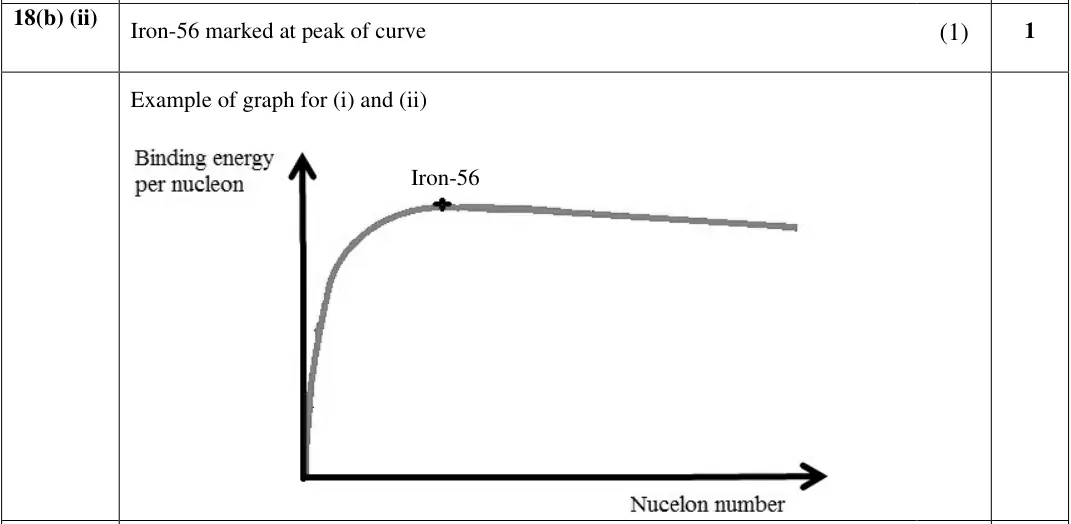 18(b) (ii)
Iron-56 marked at peak of curve (1) 1
Example of graph for (i) and (ii)
Binding energy
per nucleon
Iron-56
Nucelon number